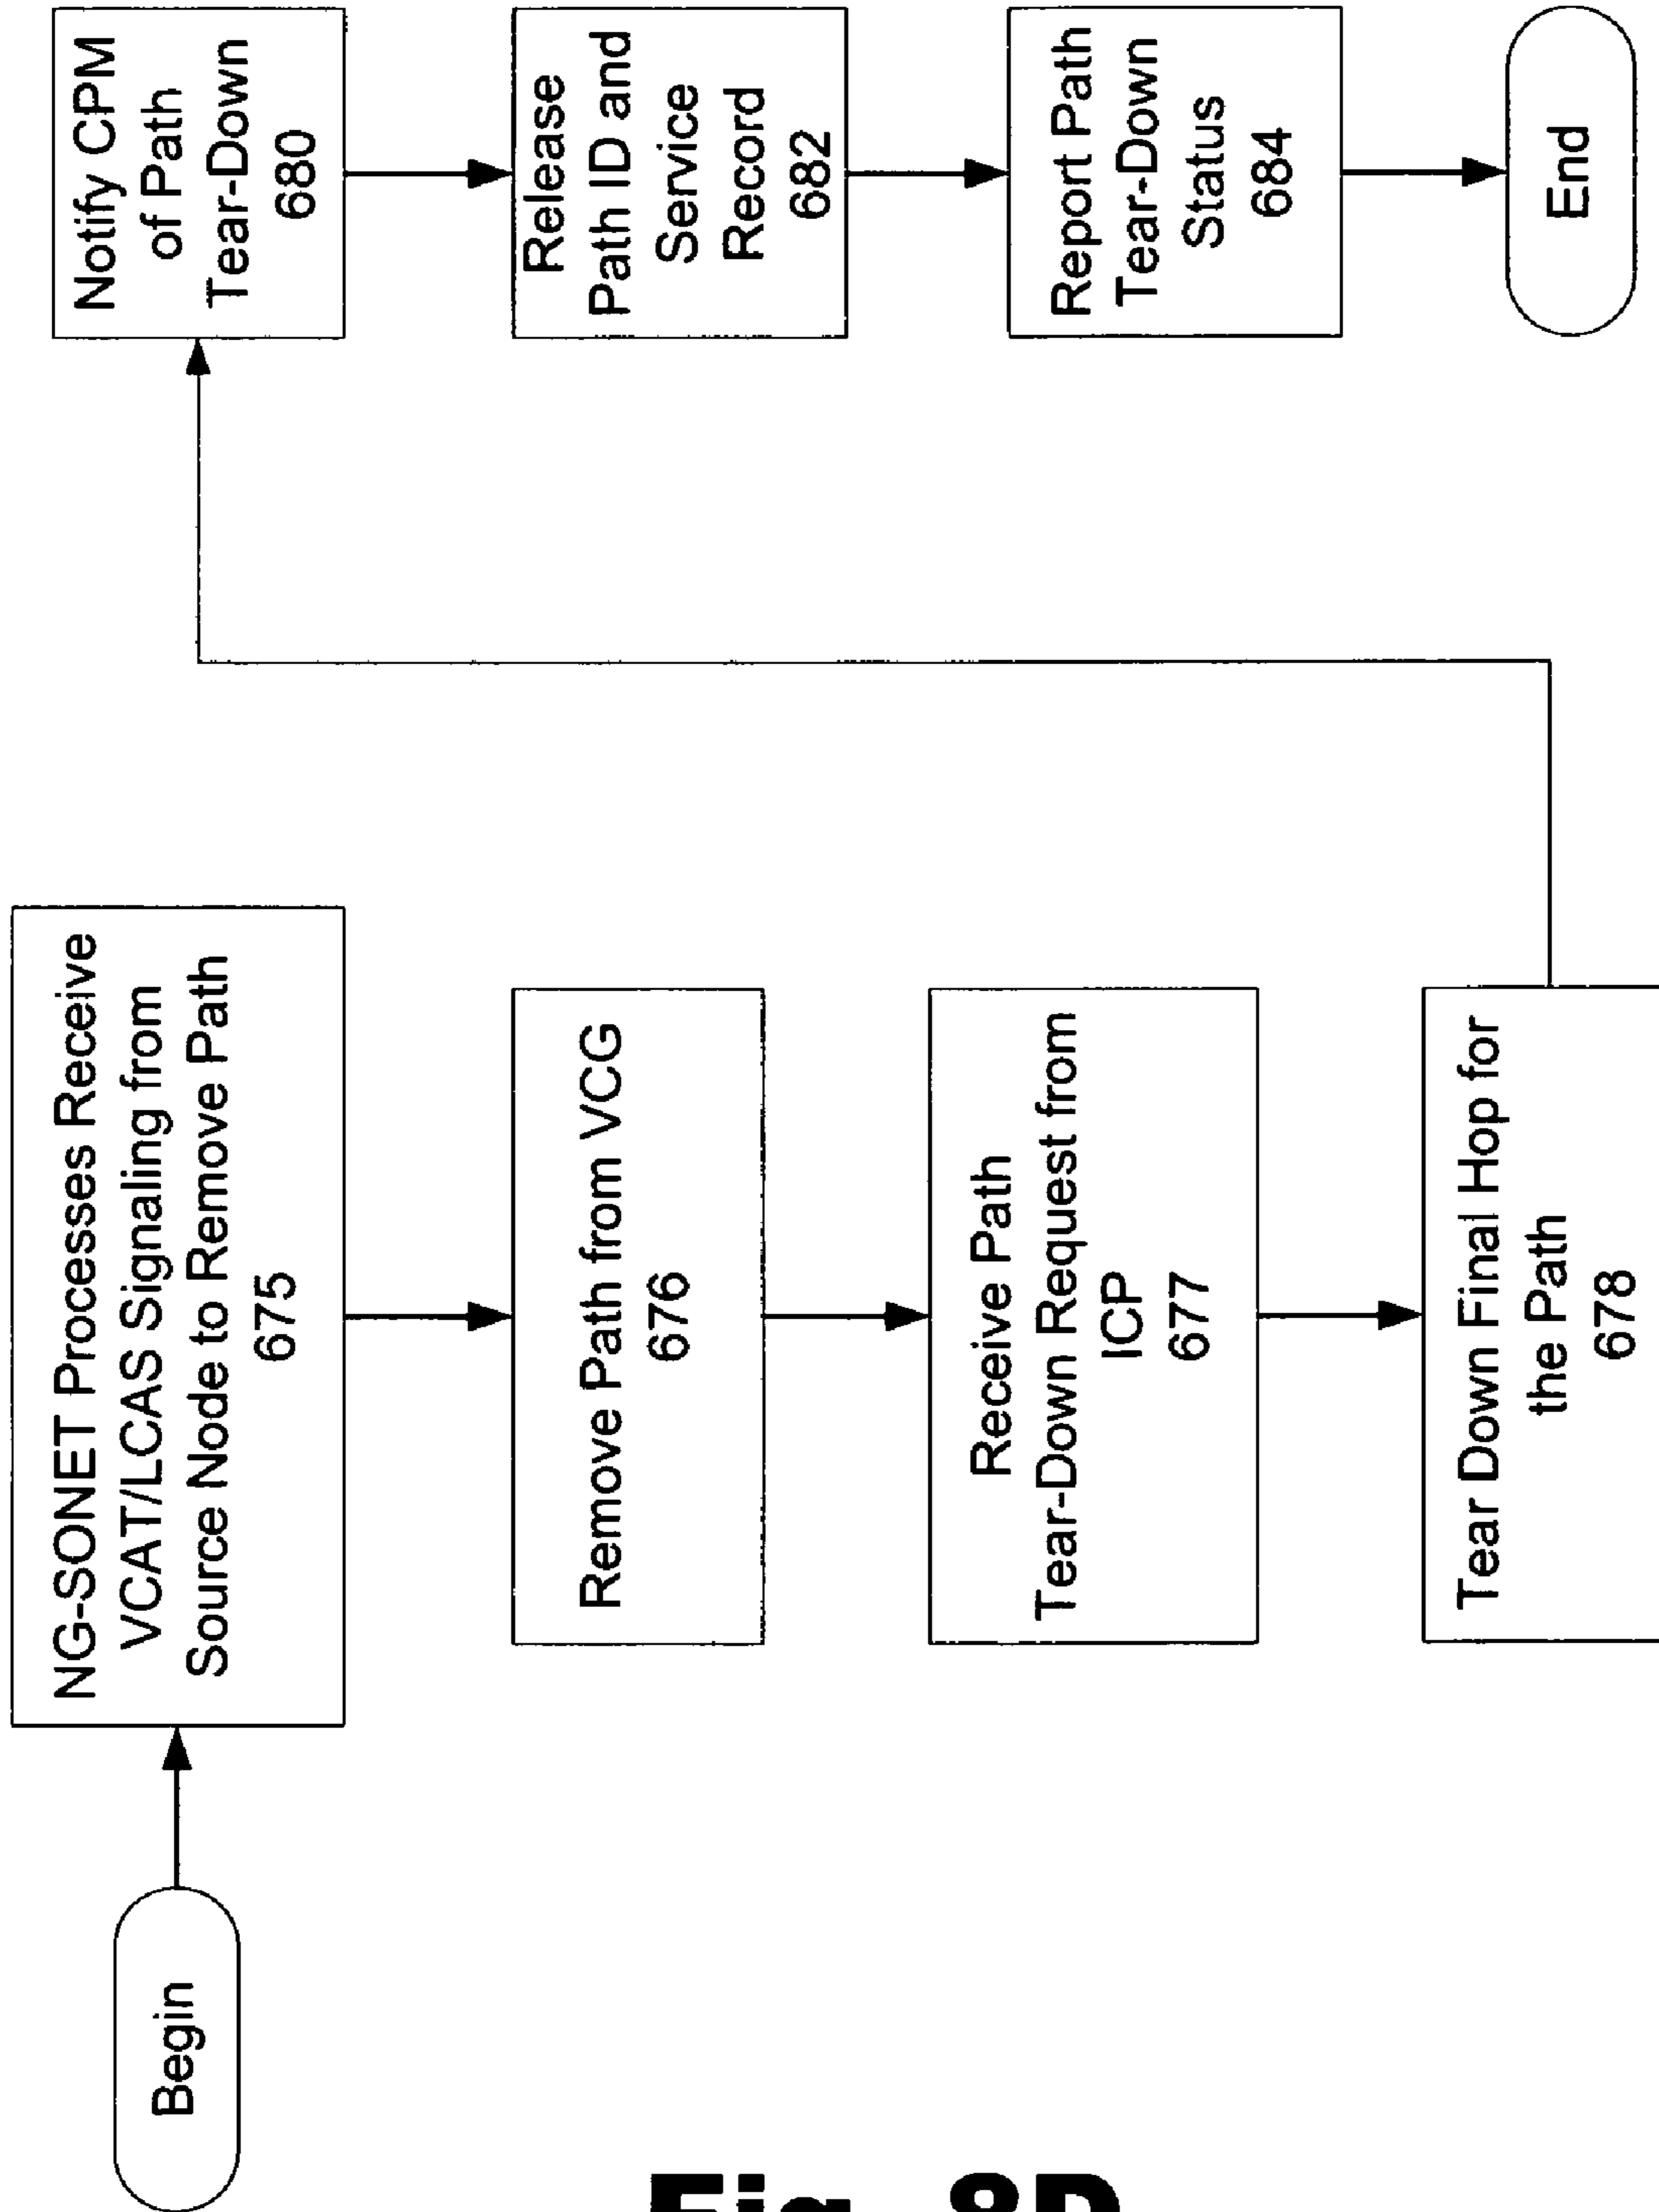 Begin
NG-SONET Processes Receive
VCAT/LCAS Signaling from
Source Node to Remove Path
675
Remove Path from VCG
676
Receive Path
Tear-Down Request from
ICP
677
Tear Down Final Hop for
the Path
678
Notify CPM
of Path
Tear-Down
680
Release
Path ID and
Service
Record
682
Report Path
Tear-Down
Status
684
End
Fig. 8D